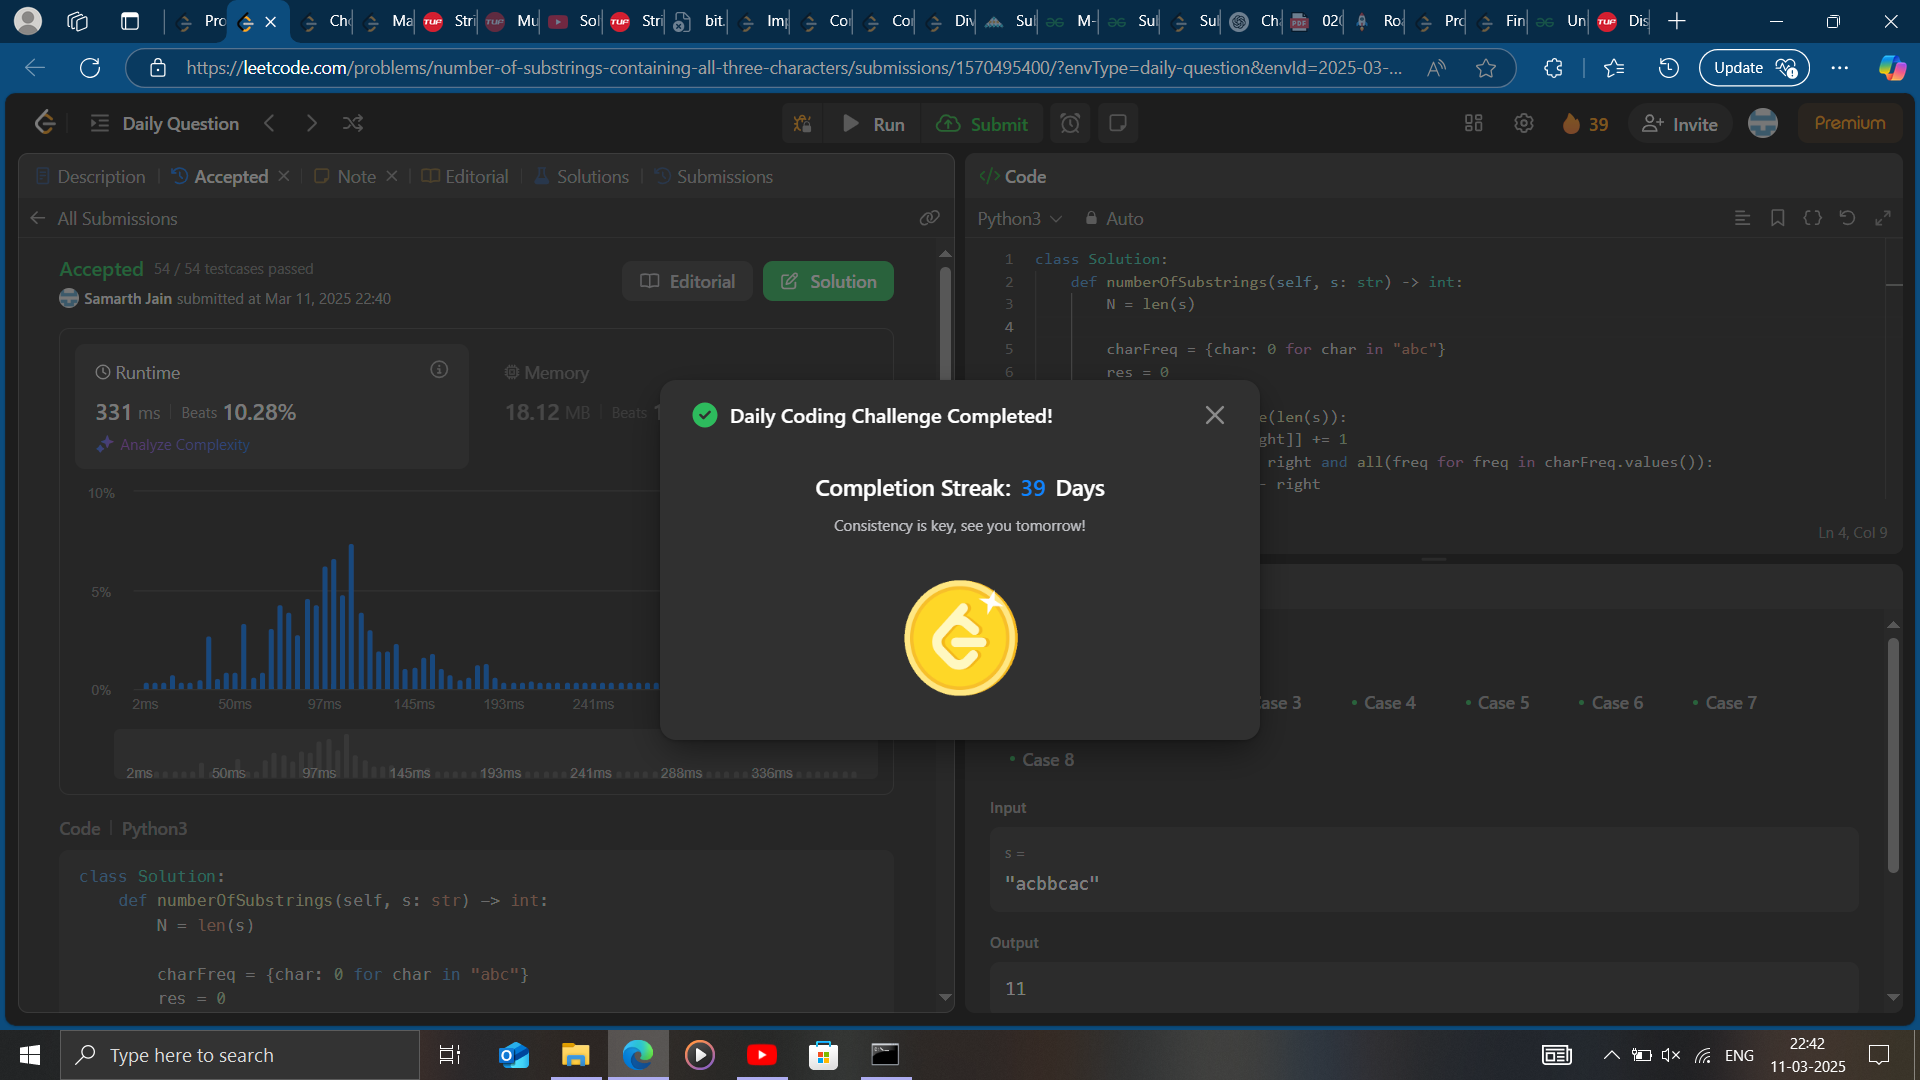 Pro
Che
Ma
Stri
Mu
Sol
Stri
bit.
Imp
Co
Co
Div
Sul
M-
Sul
Sul
Ch
020
Ro
Pro
Fin
Un
Dis
https://leetcode.com/problems/number-of-substrings-containing-all-three-characters/submissions/1570495400/?envType=daily-question&envId=2025-03-...
Update
Daily Question
Run
Submit
39
Invite
Premium
Description
Accepted
Note
Editorial
Solutions
Submissions
All Submissions
Accepted 54 / 54 testcases passed
Samarth Jain submitted at Mar 11, 2025 22:40
Editorial
Solution
Runtime
331 ms Beats 10.28%
Analyze Complexity
Memory
18.12 MB Beats
10%
5%
0%
2ms 50ms 97ms 145ms 193ms 241ms
2ms 50ms 97ms 145ms 193ms 241ms 288ms 336ms
Code Python3
class Solution:
def numberOfSubstrings(self, s: str) -> int:
N = len(s)
charFreq = {char: 0 for char in "abc"}
res = 0
Daily Coding Challenge Completed!
Completion Streak: 39 Days
Consistency is key, see you tomorrow!
</> Code
Python3 Auto
1 class Solution:
2 def numberOfSubstrings(self, s: str) -> int:
3 N = len(s)
4
5 charFreq = {char: 0 for char in "abc"}
6 res = 0
e(len(s)):
ght]] += 1
right and all(freq for freq in charFreq.values()):
- right
Ln 4, Col 9
ase 3 Case 4 Case 5 Case 6 Case 7
Case 8
Input
s =
"acbbcac"
Output
11
Type here to search
ENG
22:42
11-03-2025